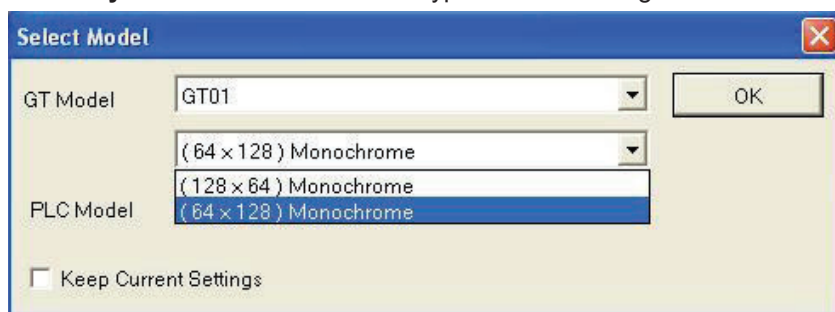 Select Model
GT Model GT01 OK
(64×128) Monochrome
(128×64) Monochrome
PLC Model (64×128) Monochrome
Keep Current Settings